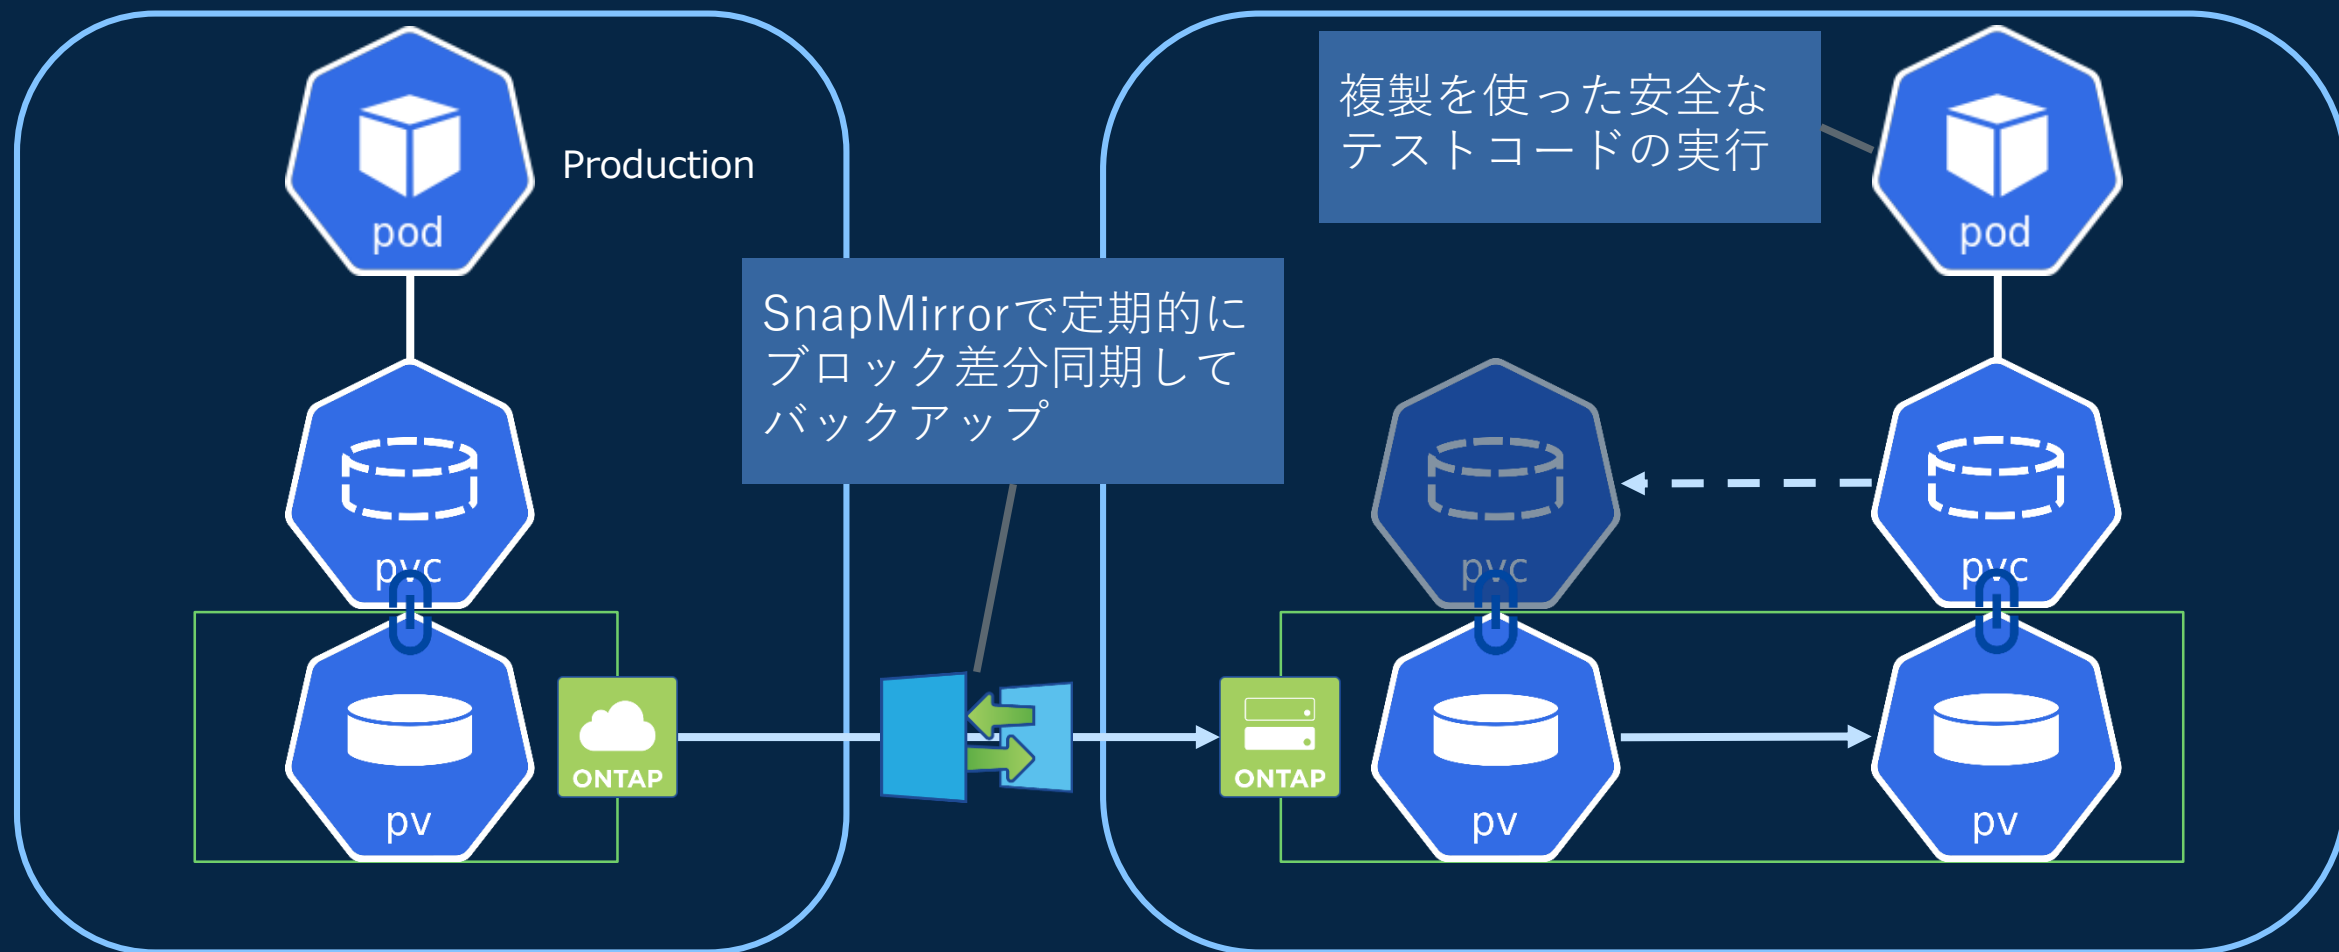 pod
Production
複製を使った安全な
テストコードの実行
pod
SnapMirrorで定期的に
ブロック差分同期して
バックアップ
pvc
pvc
pvc
pv
ONTAP
ONTAP
pv
pv